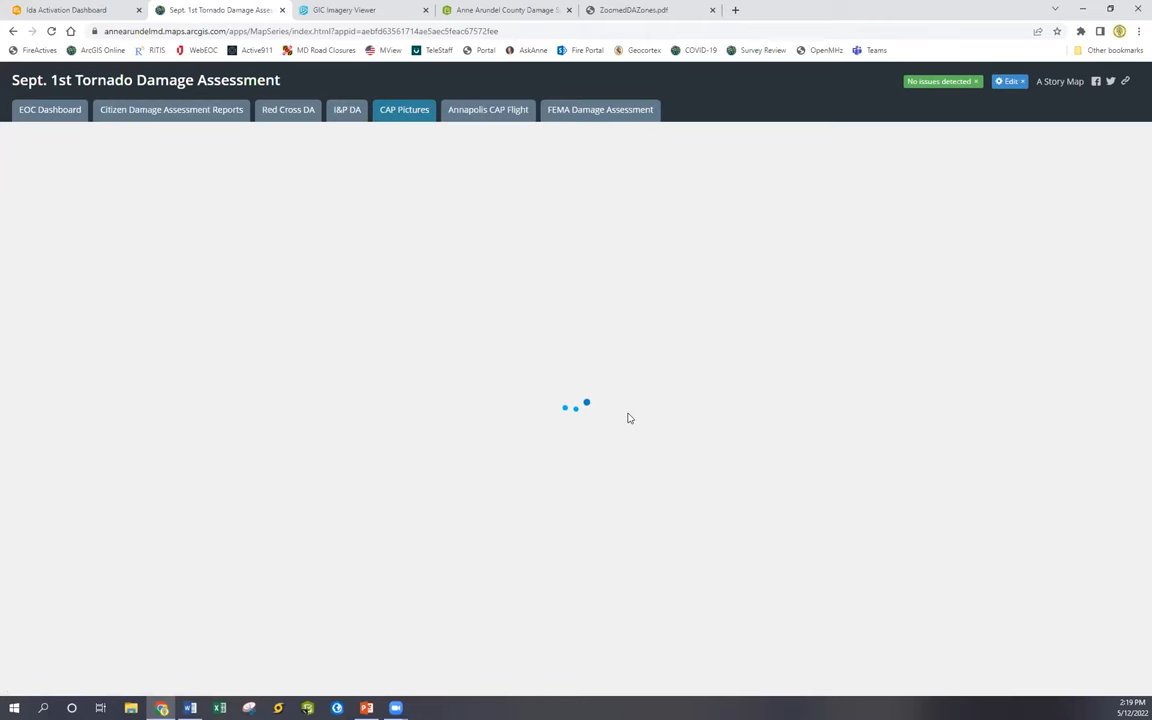 Ida Activation Dashboard
Sept. 1st Tornado Damage Asses
GIC Imagery Viewer
Anne Arundel County Damage S
ZoomedDAZones.pdf
annearundelmd.maps.arcgis.com/apps/MapSeries/index.html?appid=aebfd63561714ae5aec5feac67572fee
FireActives
ArcGIS Online
RITIS
WebEOC
Active911
MD Road Closures
MView
TeleStaff
Portal
AskAnne
Fire Portal
Geocortex
COVID-19
Survey Review
OpenMHz
Teams
Other bookmarks
Sept. 1st Tornado Damage Assessment
No issues detected ×
Edit ×
A Story Map
EOC Dashboard
Citizen Damage Assessment Reports
Red Cross DA
I&P DA
CAP Pictures
Annapolis CAP Flight
FEMA Damage Assessment
2:19 PM
5/12/2022